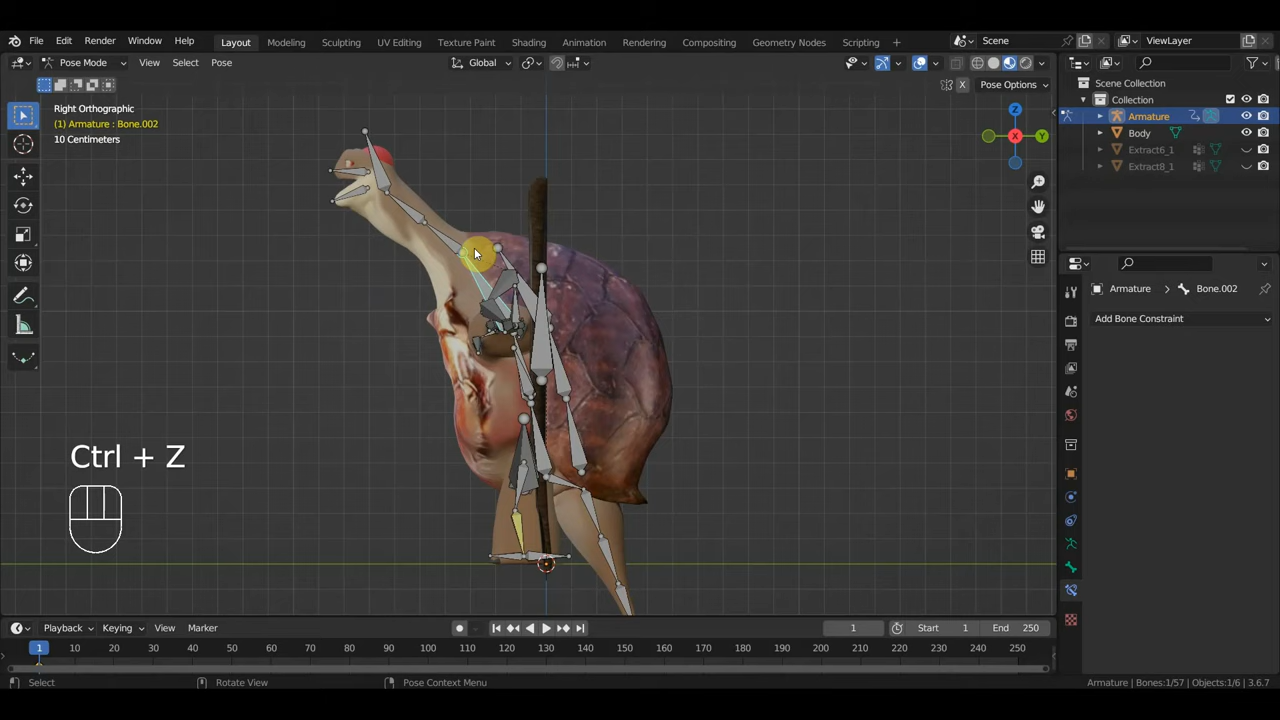 File Edit Render Window Help Layout Modeling Sculpting UV Editing Texture Paint Shading Animation Rendering Compositing Geometry Nodes Scripting + Scene ViewLayer
Pose Mode View Select Pose Global
X Pose Options
Right Orthographic
(1) Armature : Bone.002
10 Centimeters
Z
Y
X
Ctrl + Z
Scene Collection
Collection
Armature
Body
Extract6_1
Extract8_1
Armature > Bone.002
Add Bone Constraint
Playback Keying View Marker 1 Start 1 End 250
1 10 20 30 40 50 60 70 80 90 100 110 120 130 140 150 160 170 180 190 200 210 220 230 240 250
Select Rotate View Pose Context Menu Armature | Bones:1/57 | Objects:1/6 | 3.6.7